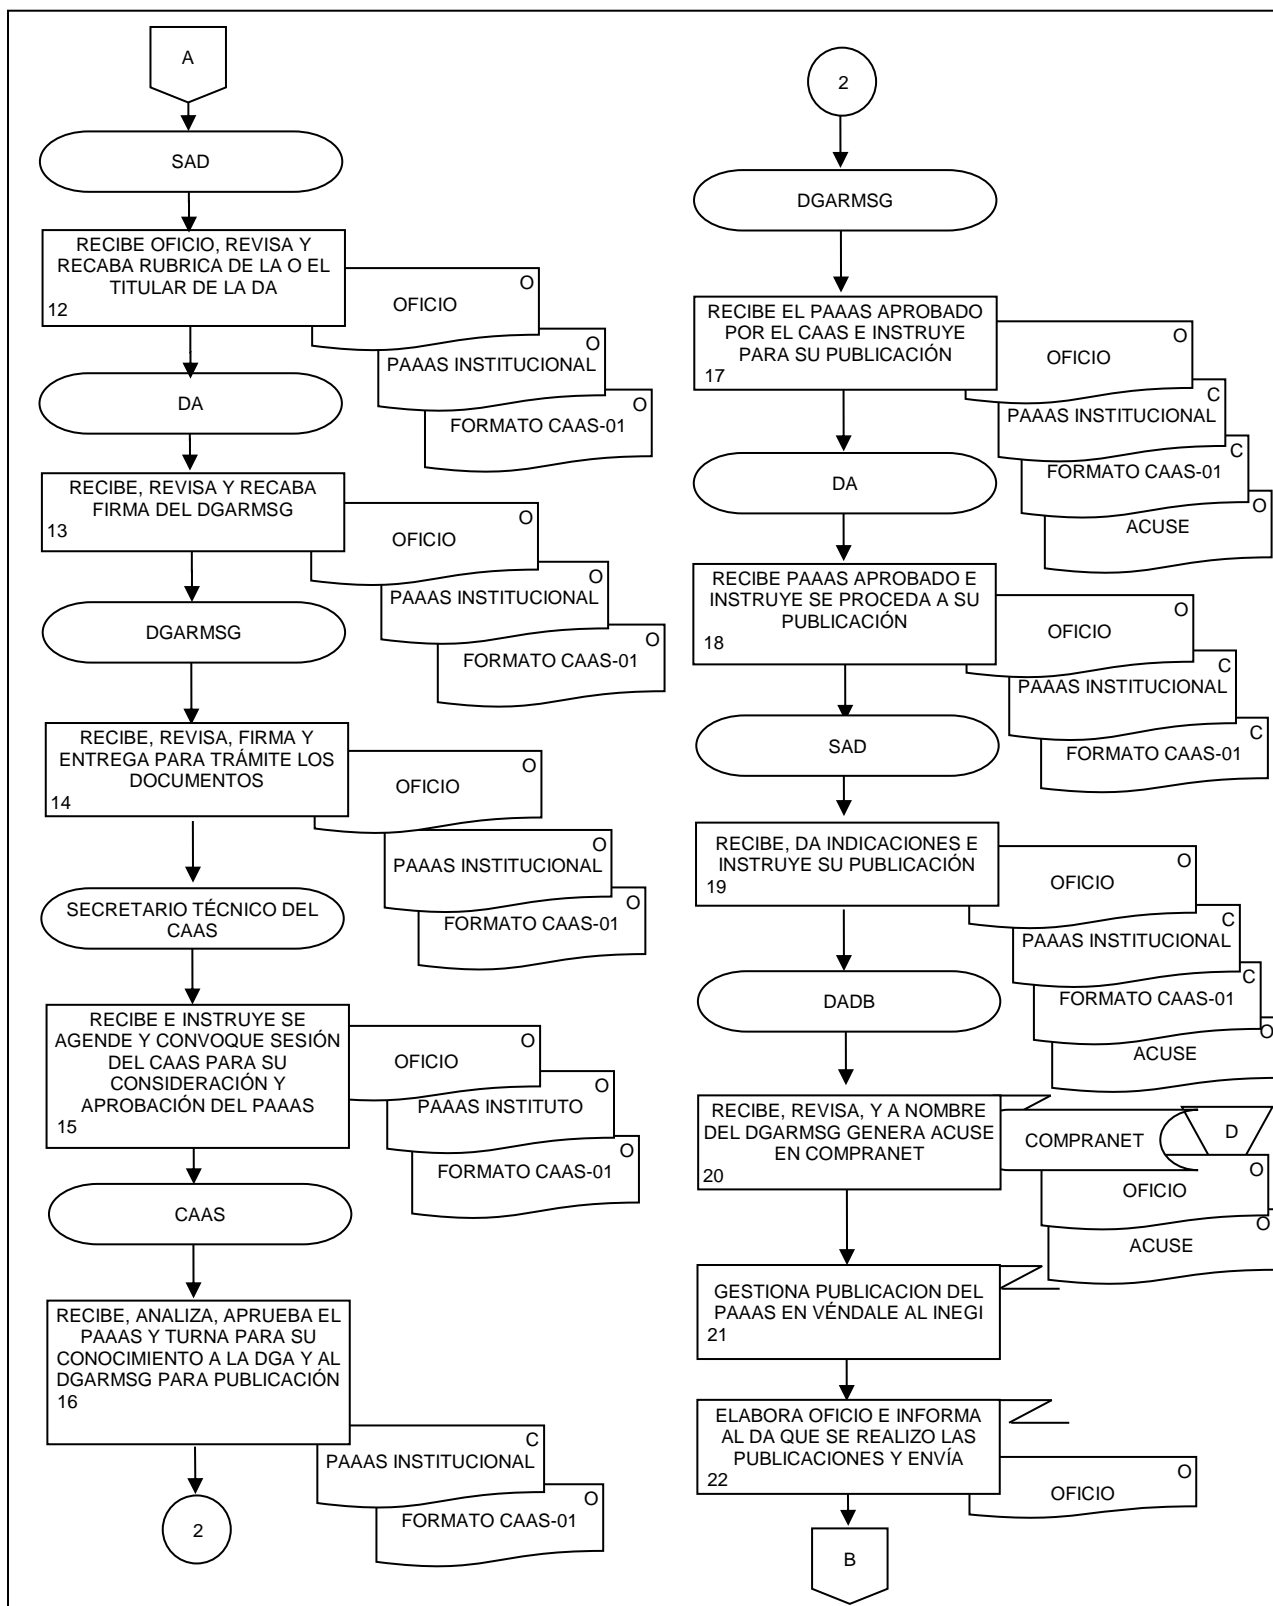 A
SAD
RECIBE OFICIO, REVISA Y
RECABA RUBRICA DE LA O EL
TITULAR DE LA DA
12
OFICIO
O
PAAAS INSTITUCIONAL
O
FORMATO CAAS-01
O
DA
RECIBE, REVISA Y RECABA
FIRMA DEL DGARMSG
13
OFICIO
O
PAAAS INSTITUCIONAL
O
FORMATO CAAS-01
O
DGARMSG
RECIBE, REVISA, FIRMA Y
ENTREGA PARA TRÁMITE LOS
DOCUMENTOS
14
OFICIO
O
PAAAS INSTITUCIONAL
O
FORMATO CAAS-01
O
SECRETARIO TÉCNICO DEL
CAAS
RECIBE E INSTRUYE SE
AGENDE Y CONVOQUE SESIÓN
DEL CAAS PARA SU
CONSIDERACIÓN Y
APROBACIÓN DEL PAAAS
15
OFICIO
O
PAAAS INSTITUTO
O
FORMATO CAAS-01
O
CAAS
RECIBE, ANALIZA, APRUEBA EL
PAAAS Y TURNA PARA SU
CONOCIMIENTO A LA DGA Y AL
DGARMSG PARA PUBLICACIÓN
16
PAAAS INSTITUCIONAL
C
FORMATO CAAS-01
O
2
2
DGARMSG
RECIBE EL PAAAS APROBADO
POR EL CAAS E INSTRUYE
PARA SU PUBLICACIÓN
17
OFICIO
O
PAAAS INSTITUCIONAL
C
FORMATO CAAS-01
C
ACUSE
O
DA
RECIBE PAAAS APROBADO E
INSTRUYE SE PROCEDA A SU
PUBLICACIÓN
18
OFICIO
O
PAAAS INSTITUCIONAL
C
FORMATO CAAS-01
C
SAD
RECIBE, DA INDICACIONES E
INSTRUYE SU PUBLICACIÓN
19
OFICIO
O
PAAAS INSTITUCIONAL
C
FORMATO CAAS-01
C
ACUSE
O
DADB
RECIBE, REVISA, Y A NOMBRE
DEL DGARMSG GENERA ACUSE
EN COMPRANET
20
COMPRANET
D
OFICIO
O
ACUSE
O
GESTIONA PUBLICACION DEL
PAAAS EN VÉNDALE AL INEGI
21
ELABORA OFICIO E INFORMA
AL DA QUE SE REALIZO LAS
PUBLICACIONES Y ENVÍA
22
OFICIO
O
B